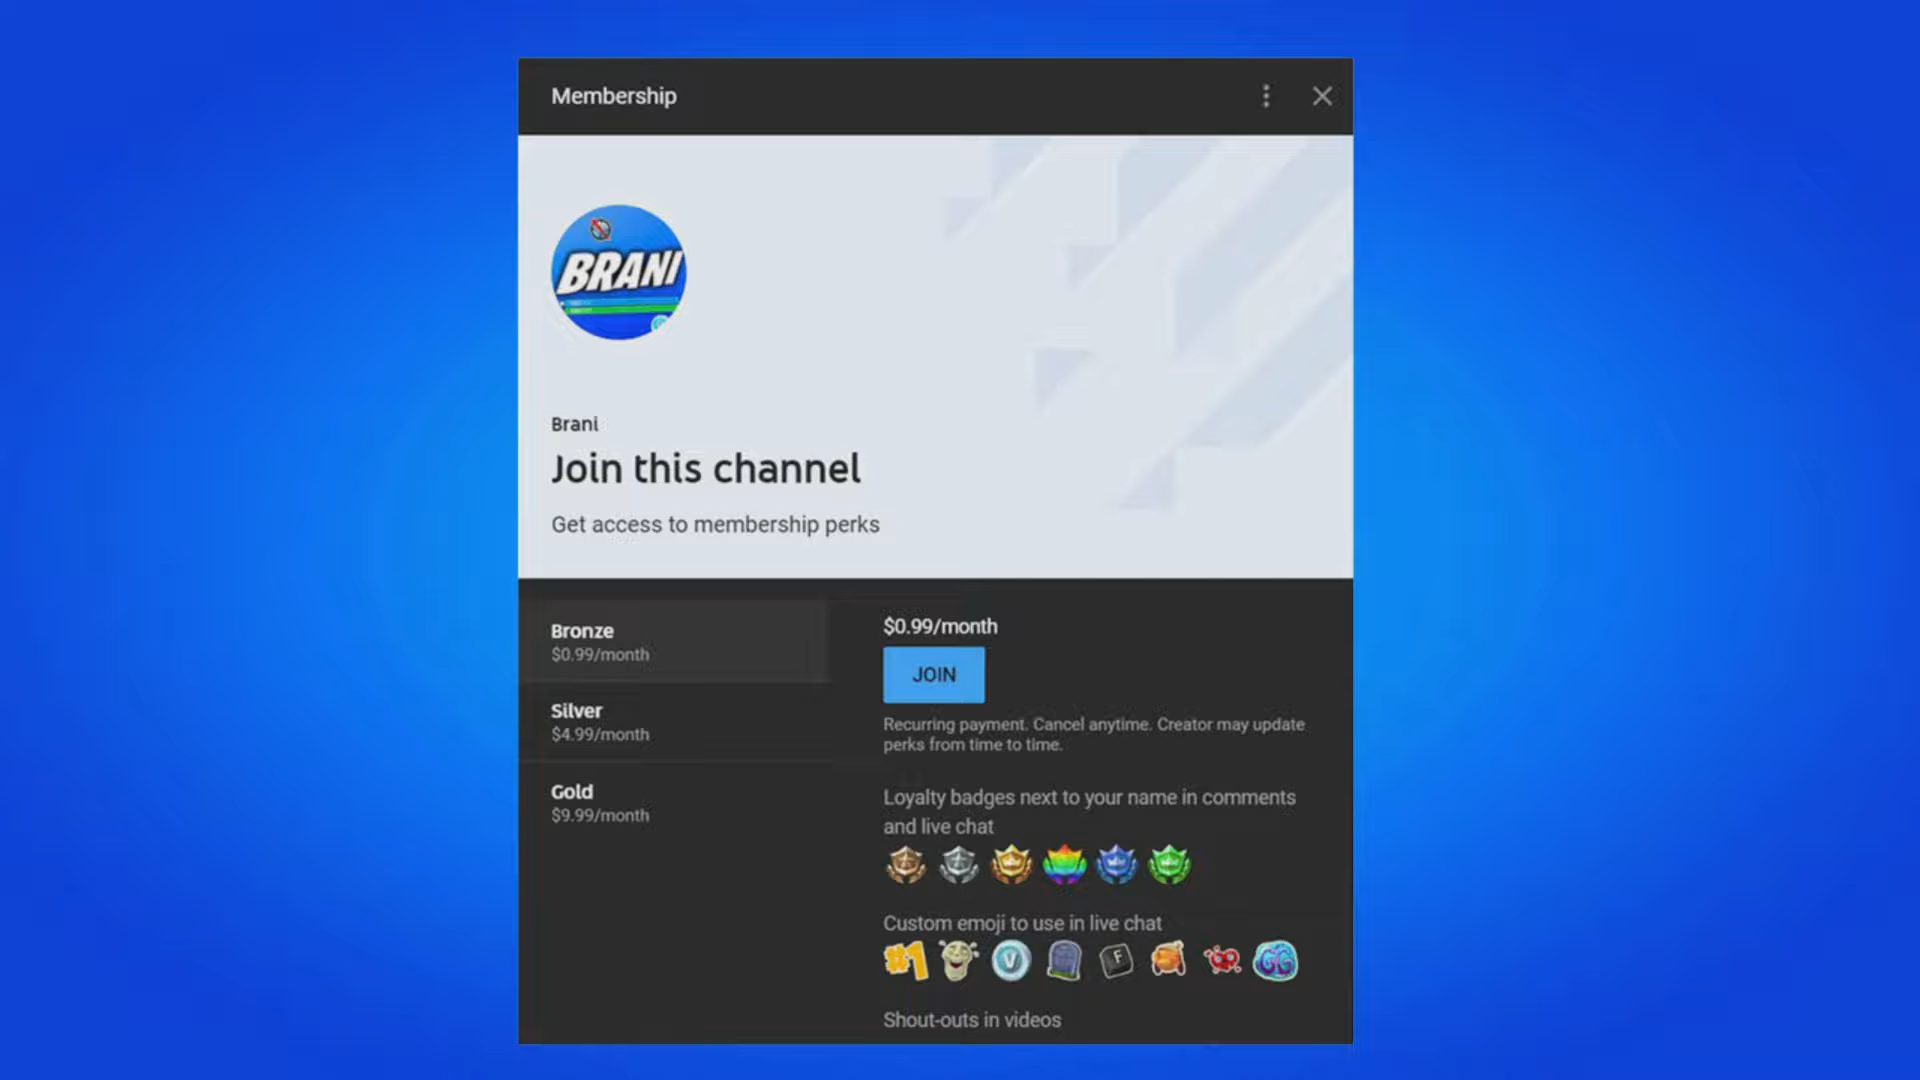 Membership
BRANI
Brani
Join this channel
Get access to membership perks
Bronze
$0.99/month
Silver
$4.99/month
Gold
$9.99/month
$0.99/month
JOIN
Recurring payment. Cancel anytime. Creator may update
perks from time to time.
Loyalty badges next to your name in comments
and live chat
Custom emoji to use in live chat
#1 V F GG
Shout-outs in videos